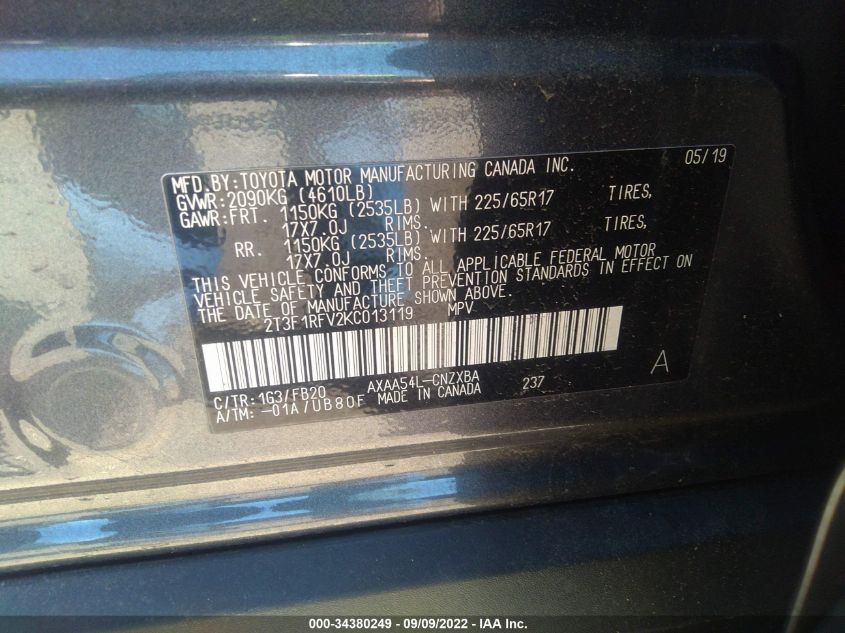 MFD.BY:TOYOTA MOTOR MANUFACTURING CANADA INC. 05/19
GVWR:2090KG (4610LB)
GAWR:FRT. 1150KG (2535LB) WITH 225/65R17 TIRES,
17X7.0J RIMS.
RR. 1150KG (2535LB) WITH 225/65R17 TIRES,
17X7.0J RIMS.
THIS VEHICLE CONFORMS TO ALL APPLICABLE FEDERAL MOTOR
VEHICLE SAFETY AND THEFT PREVENTION STANDARDS IN EFFECT ON
THE DATE OF MANUFACTURE SHOWN ABOVE.
2T3F1RFV2KC013119 MPV
C/TR:1G3/FB20 AXAA54L-CNZXBA 237 A
A/TM:-01A/UB80F MADE IN CANADA
000-34380249 - 09/09/2022 - IAA Inc.